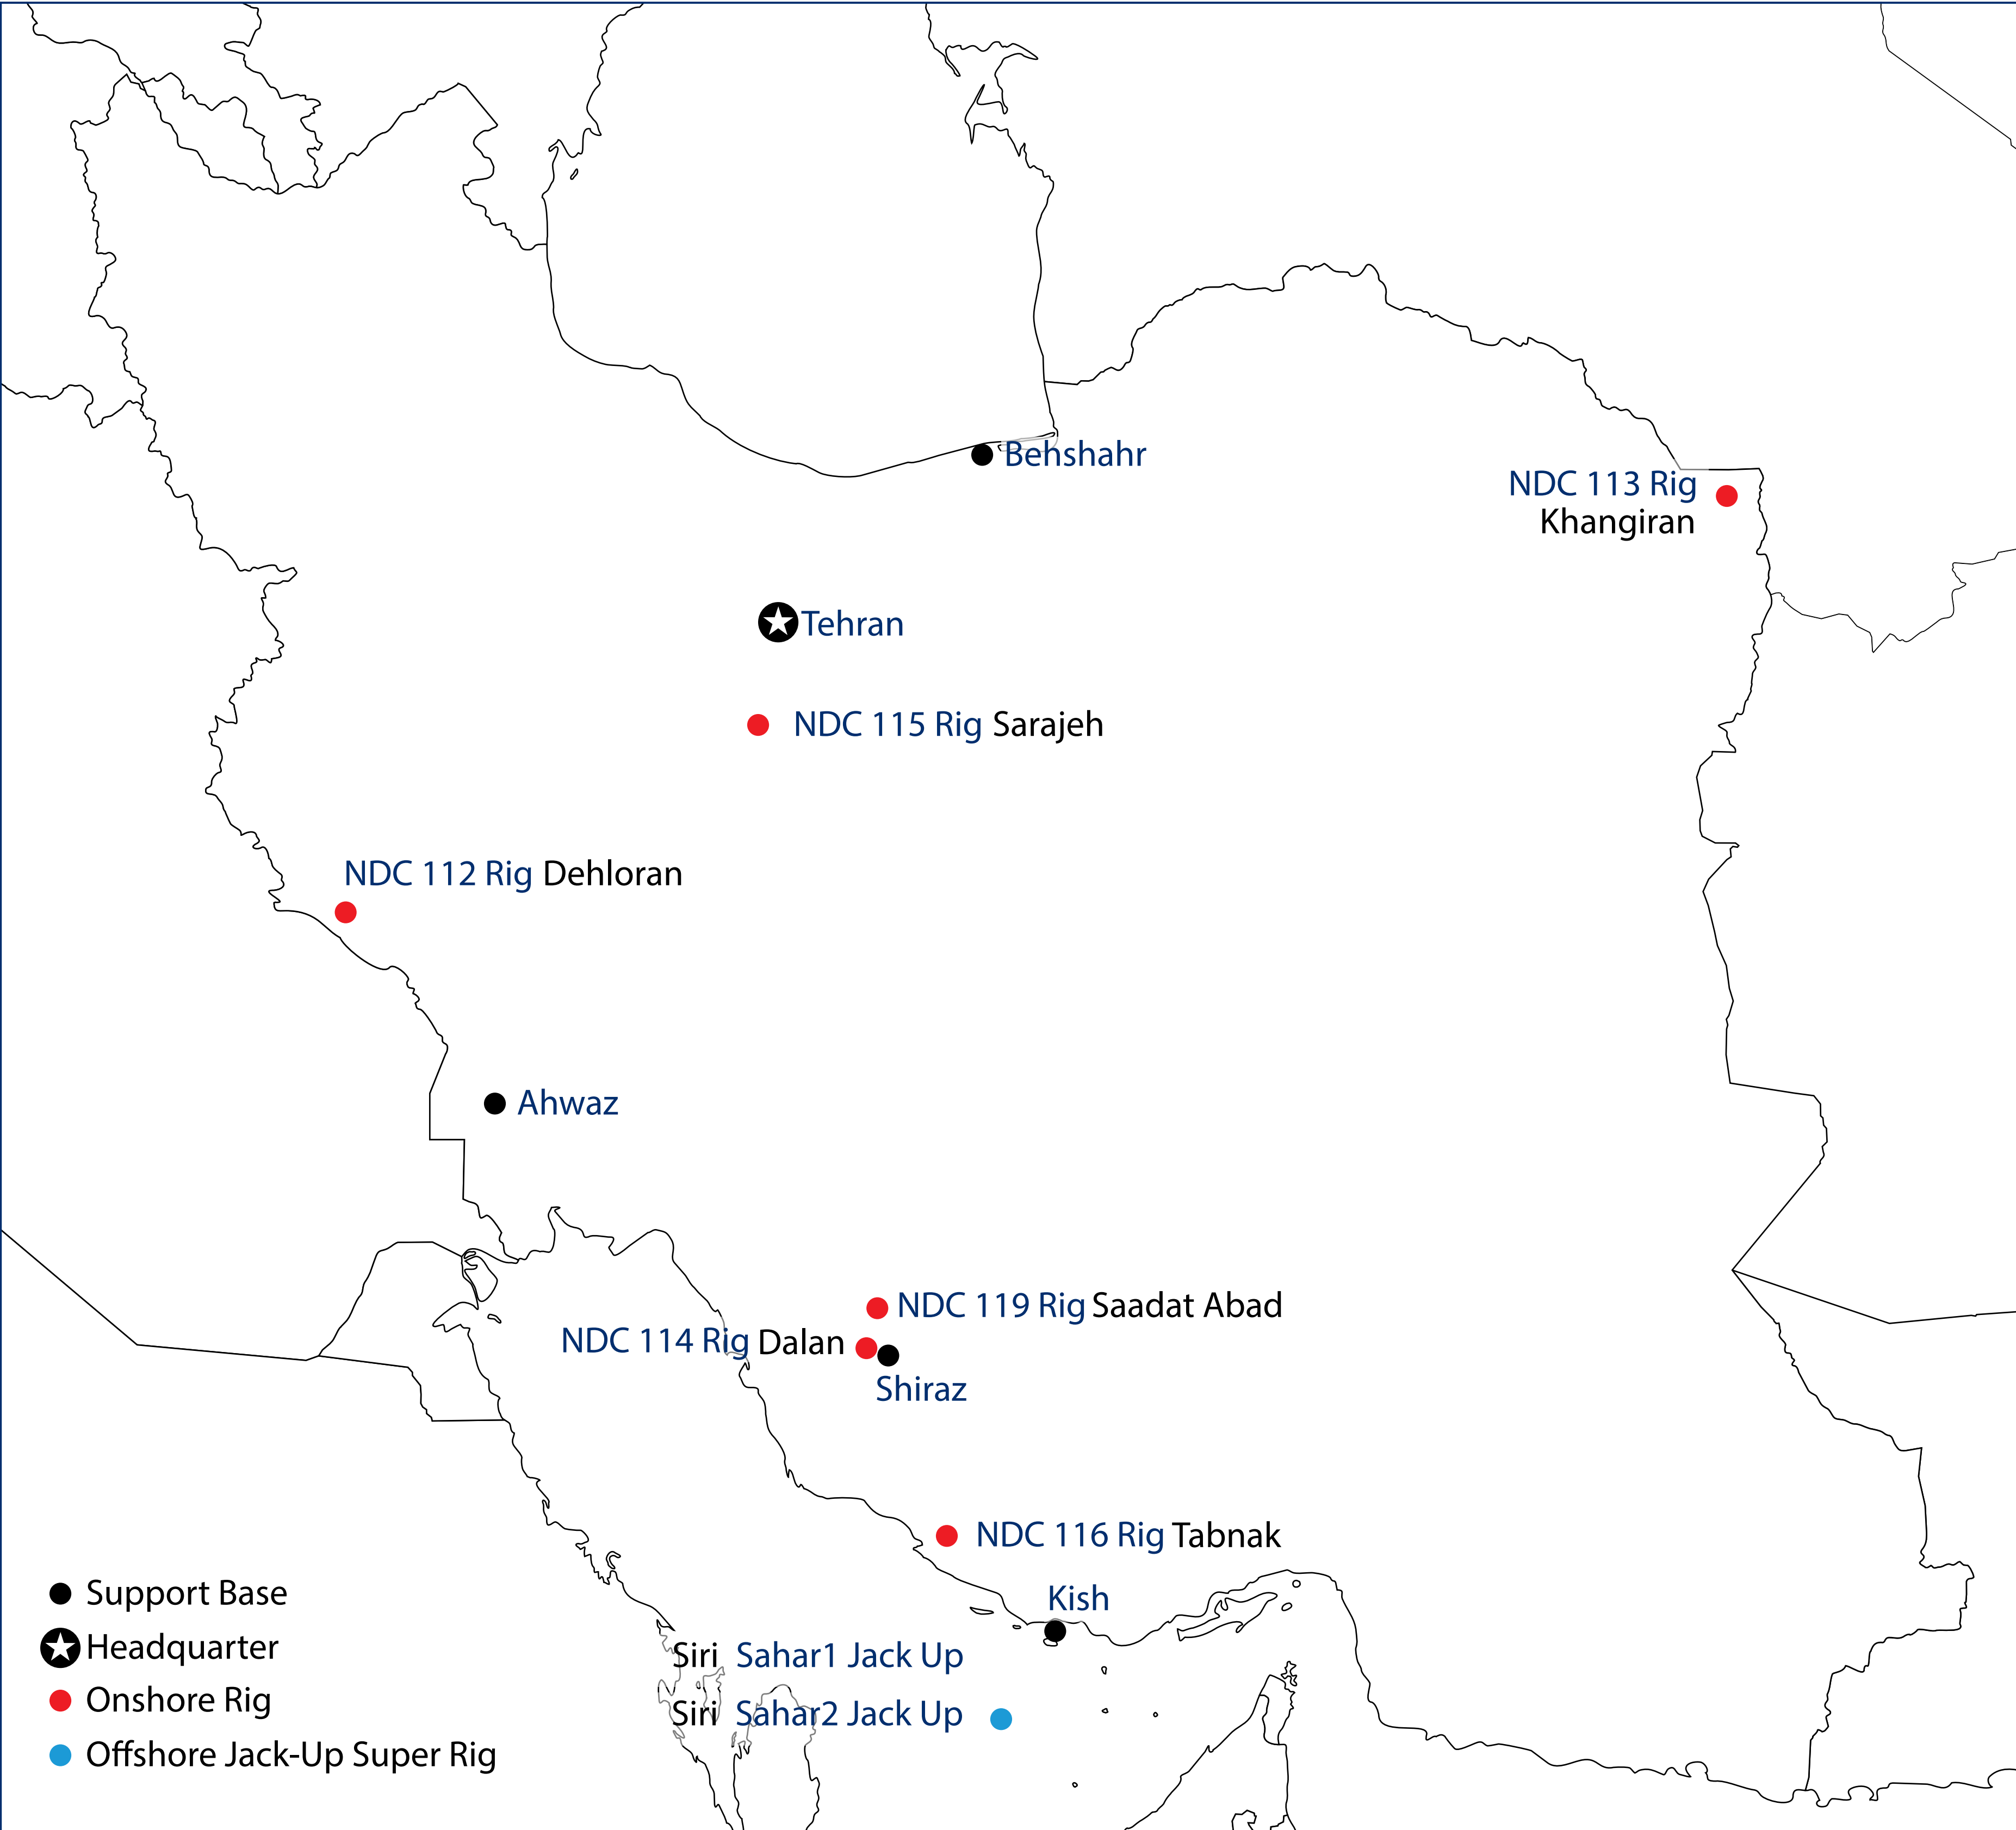 Behshahr
NDC 113 Rig
Khangiran
Tehran
NDC 115 Rig Sarajeh
NDC 112 Rig Dehloran
Ahwaz
NDC 119 Rig Saadat Abad
NDC 114 Rig Dalan
Shiraz
NDC 116 Rig Tabnak
Kish
Siri Sahar1 Jack Up
Siri Sahar2 Jack Up
Support Base
Headquarter
Onshore Rig
Offshore Jack-Up Super Rig